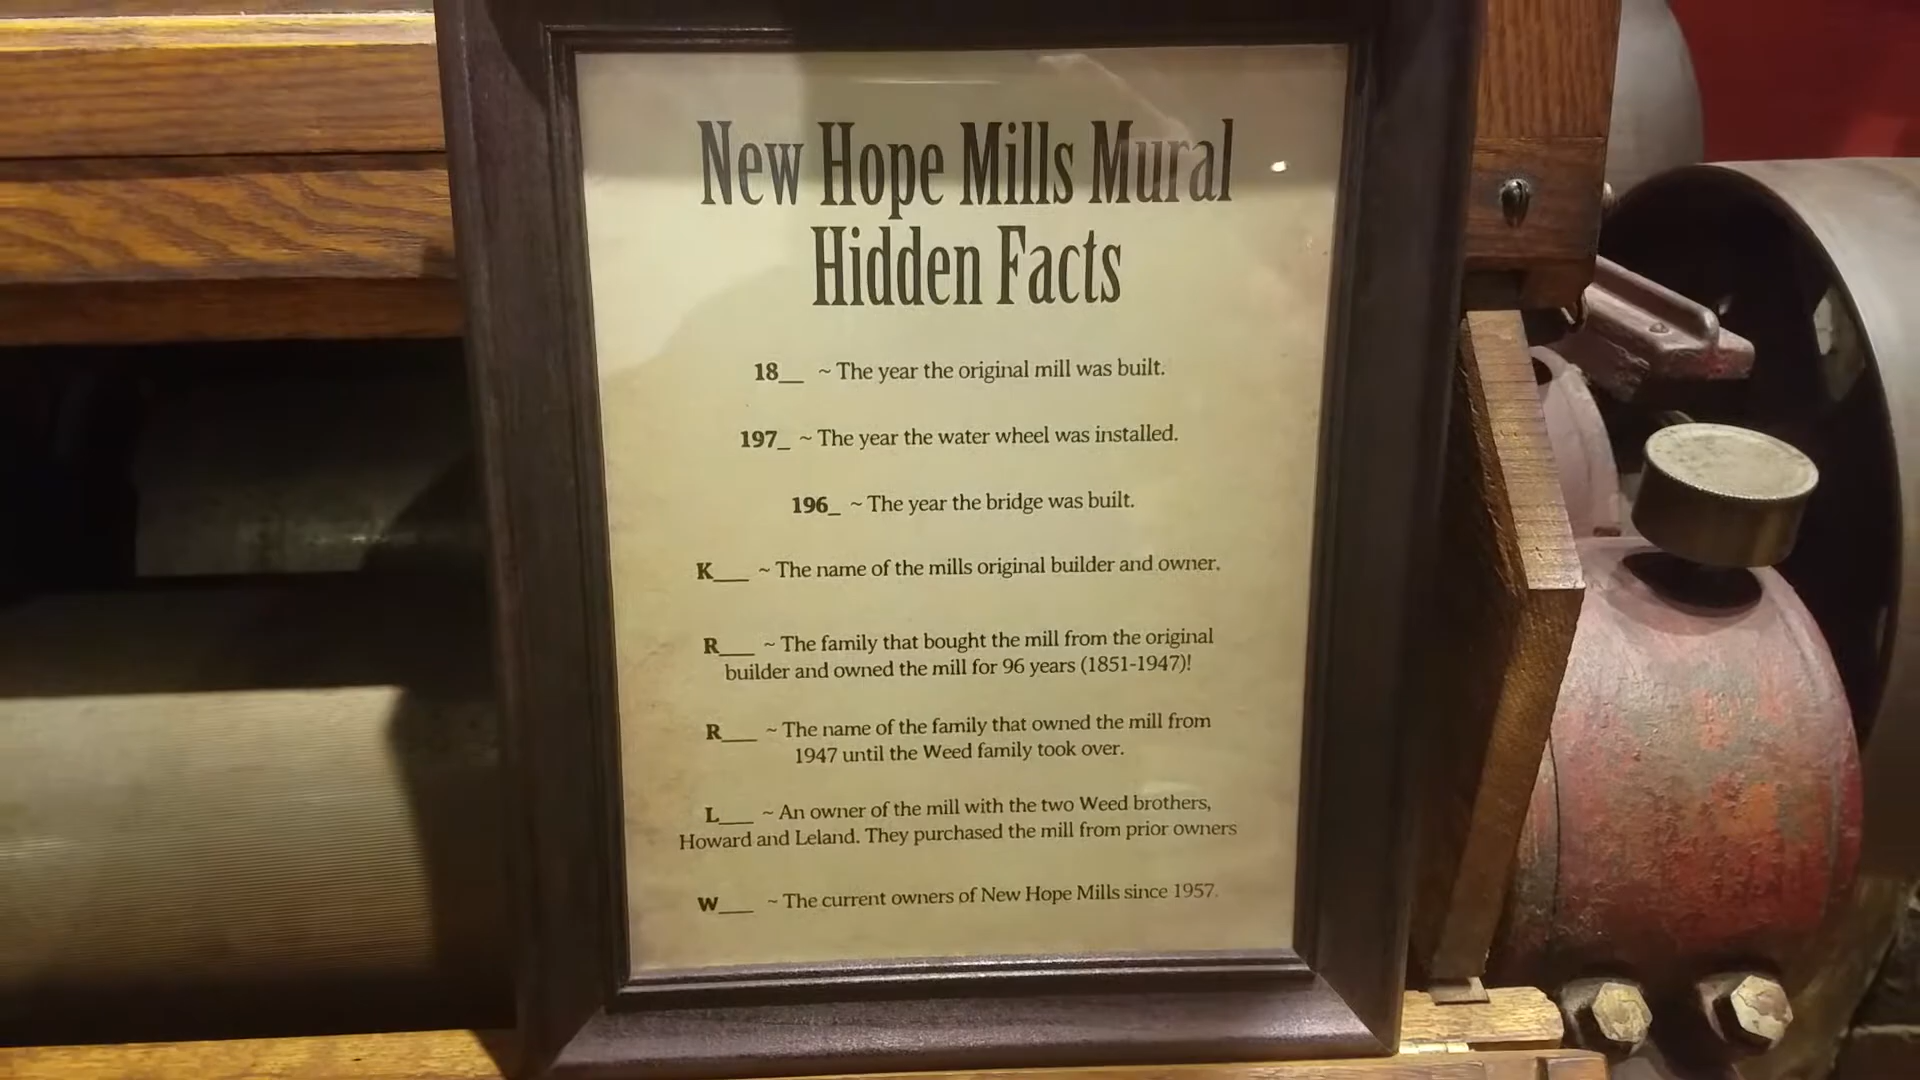 New Hope Mills Mural
Hidden Facts
18__ ~ The year the original mill was built.
197_ ~ The year the water wheel was installed.
196_ ~ The year the bridge was built.
K___ ~ The name of the mills original builder and owner.
R___ ~ The family that bought the mill from the original
builder and owned the mill for 96 years (1851-1947)!
R___ ~ The name of the family that owned the mill from
1947 until the Weed family took over.
L___ ~ An owner of the mill with the two Weed brothers,
Howard and Leland. They purchased the mill from prior owners
W___ ~ The current owners of New Hope Mills since 1957.